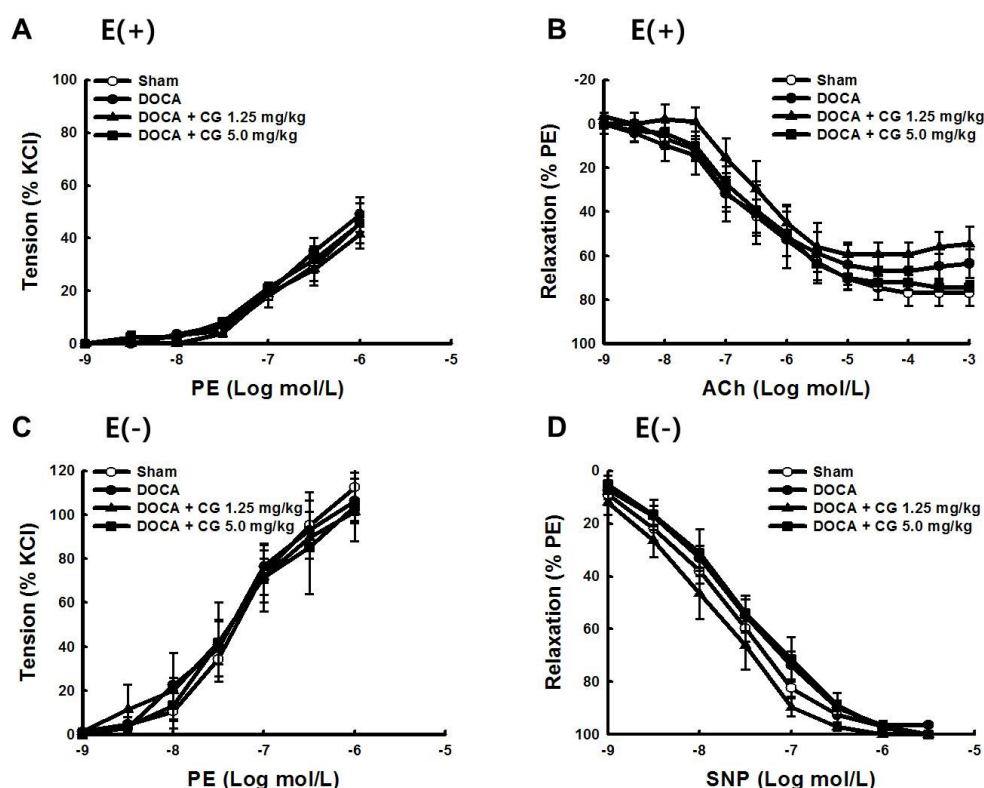 A E(+)
Tension (% KCl)
100
80
60
40
20
0
Sham
DOCA
DOCA + CG 1.25 mg/kg
DOCA + CG 5.0 mg/kg
-9 -8 -7 -6 -5
PE (Log mol/L)
B E(+)
Relaxation (% PE)
-20
0
20
40
60
80
100
Sham
DOCA
DOCA + CG 1.25 mg/kg
DOCA + CG 5.0 mg/kg
-9 -8 -7 -6 -5 -4 -3
ACh (Log mol/L)
C E(-)
Tension (% KCl)
120
100
80
60
40
20
0
Sham
DOCA
DOCA + CG 1.25 mg/kg
DOCA + CG 5.0 mg/kg
-9 -8 -7 -6 -5
PE (Log mol/L)
D E(-)
Relaxation (% PE)
0
20
40
60
80
100
Sham
DOCA
DOCA + CG 1.25 mg/kg
DOCA + CG 5.0 mg/kg
-9 -8 -7 -6 -5
SNP (Log mol/L)